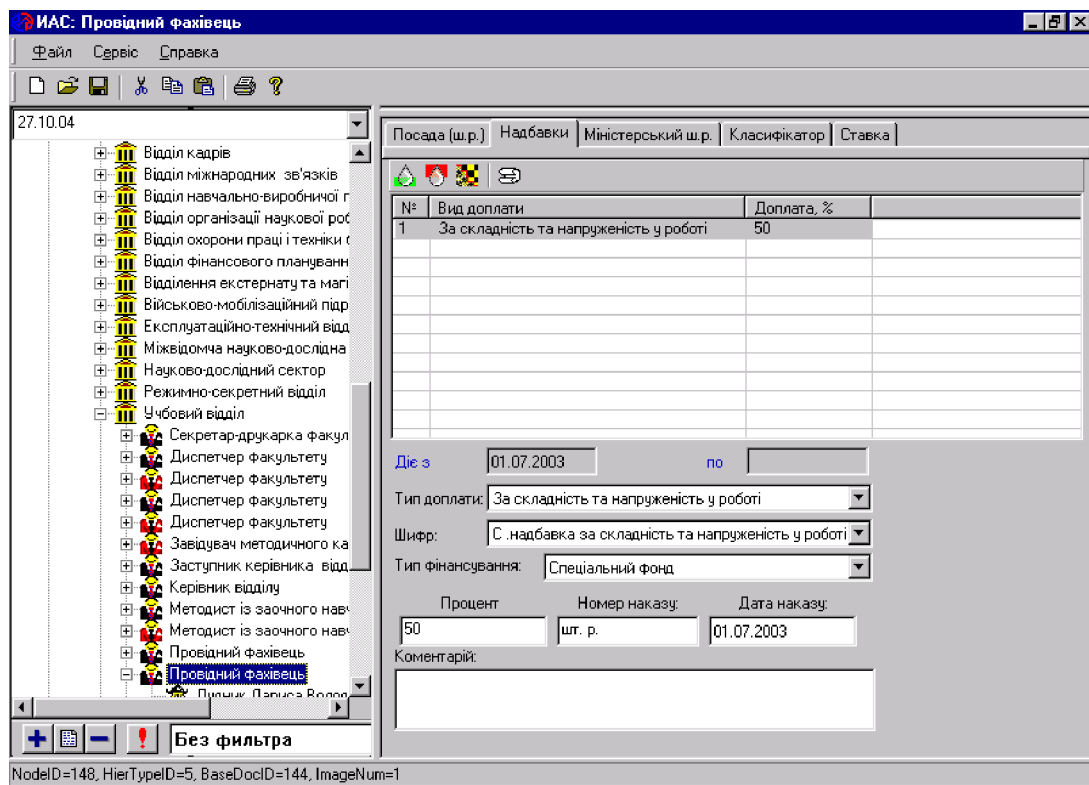 ИАС: Провідний фахівець
Файл Сервіс Справка
27.10.04
Відділ кадрів
Відділ міжнародних зв'язків
Відділ навчально-виробничої п
Відділ організації наукової роб
Відділ охорони праці і техніки б
Відділ фінансового плануванн
Відділення екстернату та магі
Військово-мобілізаційний підр
Експлуатаційно-технічний відд
Міжвідомча науково-дослідна
Науково-дослідний сектор
Режимно-секретний відділ
Учбовий відділ
Секретар-друкарка факул
Диспетчер факультету
Диспетчер факультету
Диспетчер факультету
Диспетчер факультету
Завідувач методичного ка
Заступник керівника відд
Керівник відділу
Методист із заочного навч
Методист із заочного навч
Провідний фахівець
Провідний фахівець
Без фильтра
Посада (ш.р.) Надбавки Міністерський ш.р. Класифікатор Ставка
№ Вид доплати Доплата, %
1 За складність та напруженість у роботі 50
Діє з 01.07.2003 по
Тип доплати: За складність та напруженість у роботі
Шифр: С .надбавка за складність та напруженість у роботі
Тип фінансування: Спеціальний фонд
Процент Номер наказу: Дата наказу:
50 шт. р. 01.07.2003
Коментарій:
NodeID=148, HierTypeID=5, BaseDocID=144, ImageNum=1